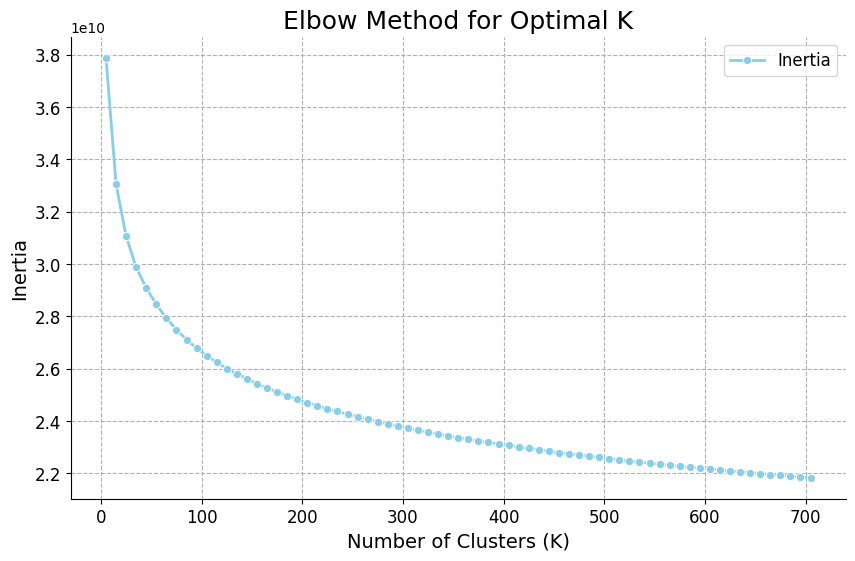 Elbow Method for Optimal K
1e10
Inertia
3.8
3.6
3.4
3.2
3.0
2.8
2.6
2.4
2.2
Inertia
0 100 200 300 400 500 600 700
Number of Clusters (K)